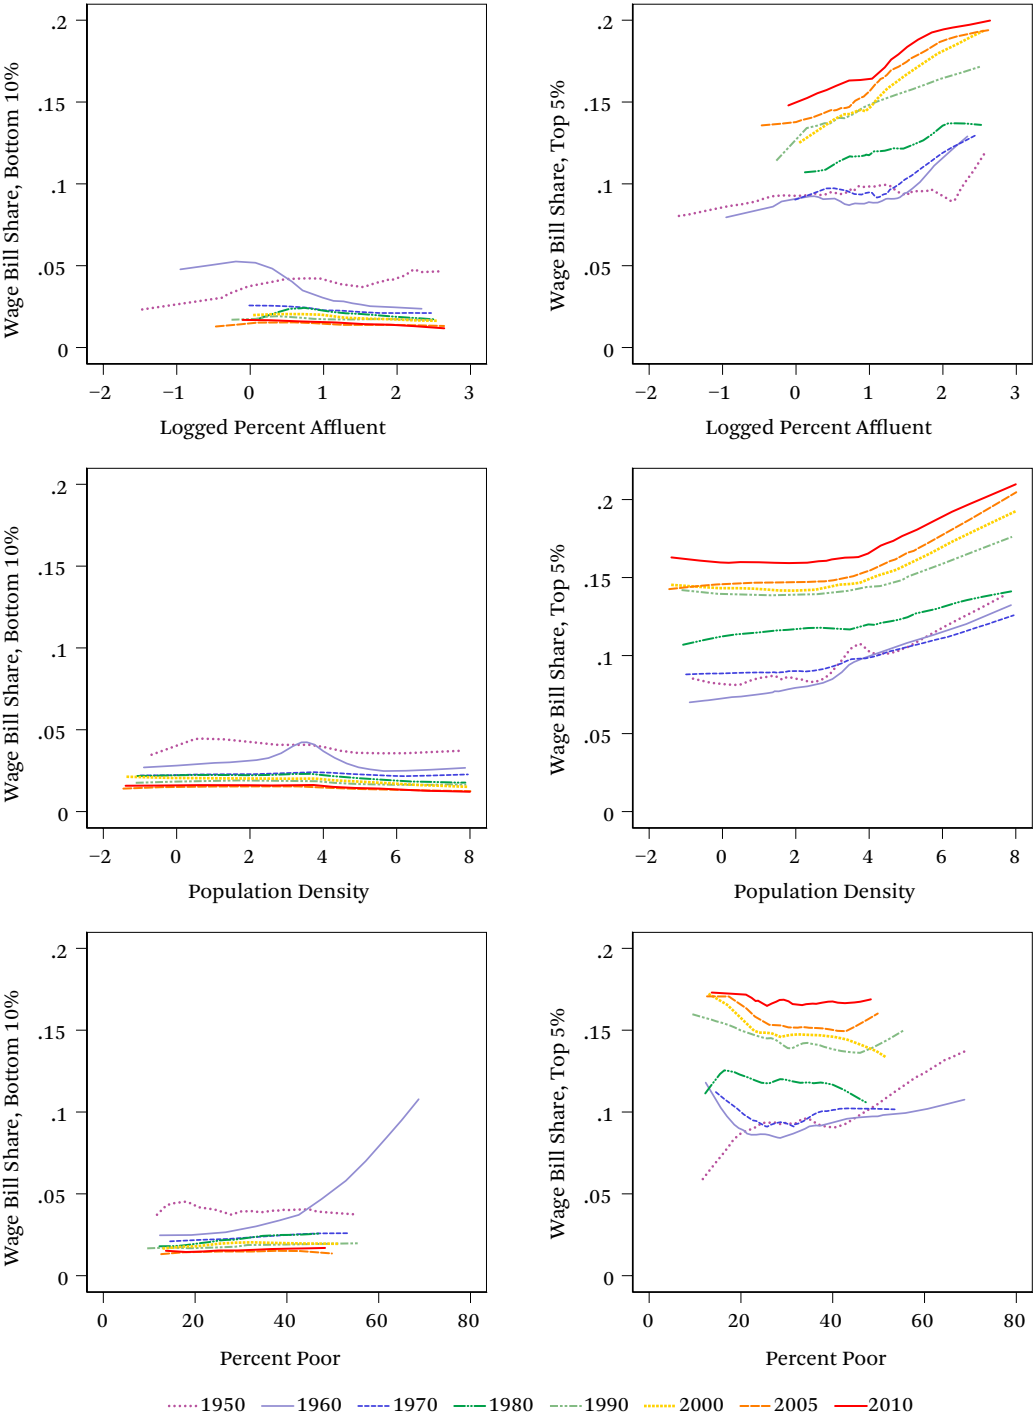 Wage Bill Share, Bottom 10%
.2
.15
.1
.05
0
−2 −1 0 1 2 3
Logged Percent Affluent
Wage Bill Share, Top 5%
.2
.15
.1
.05
0
−2 −1 0 1 2 3
Logged Percent Affluent
Wage Bill Share, Bottom 10%
.2
.15
.1
.05
0
−2 0 2 4 6 8
Population Density
Wage Bill Share, Top 5%
.2
.15
.1
.05
0
−2 0 2 4 6 8
Population Density
Wage Bill Share, Bottom 10%
.2
.15
.1
.05
0
0 20 40 60 80
Percent Poor
Wage Bill Share, Top 5%
.2
.15
.1
.05
0
0 20 40 60 80
Percent Poor
1950 1960 1970 1980 1990 2000 2005 2010